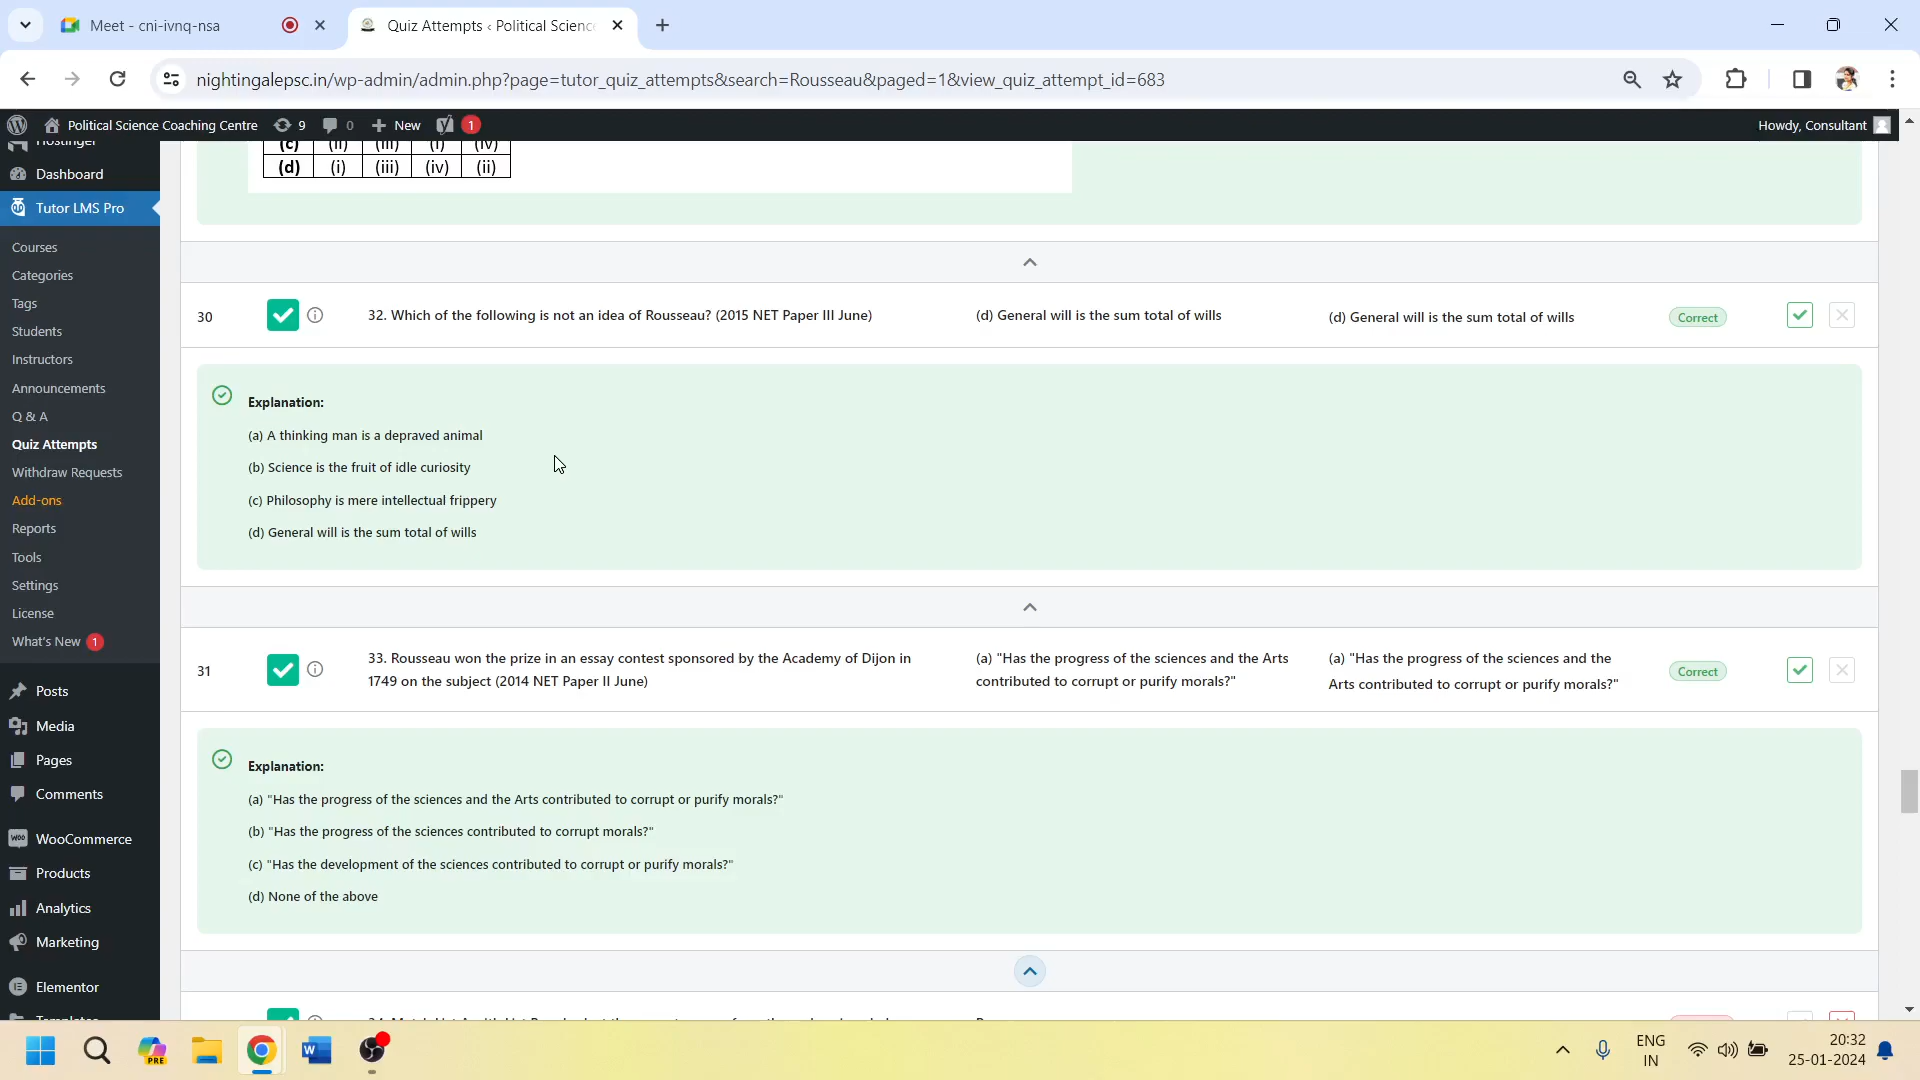 Meet - cni-ivnq-nsa
Quiz Attempts ‹ Political Science
nightingalepsc.in/wp-admin/admin.php?page=tutor_quiz_attempts&search=Rousseau&paged=1&view_quiz_attempt_id=683
Political Science Coaching Centre
9
0
New
1
Howdy, Consultant
Hostinger
Dashboard
Tutor LMS Pro
Courses
Categories
Tags
Students
Instructors
Announcements
Q & A
Quiz Attempts
Withdraw Requests
Add-ons
Reports
Tools
Settings
License
What's New 1
Posts
Media
Pages
Comments
WooCommerce
Products
Analytics
Marketing
Elementor
(c) (ii) (iii) (i) (iv)
(d) (i) (iii) (iv) (ii)
30
32. Which of the following is not an idea of Rousseau? (2015 NET Paper III June)
(d) General will is the sum total of wills
(d) General will is the sum total of wills
Correct
Explanation:
(a) A thinking man is a depraved animal
(b) Science is the fruit of idle curiosity
(c) Philosophy is mere intellectual frippery
(d) General will is the sum total of wills
31
33. Rousseau won the prize in an essay contest sponsored by the Academy of Dijon in
1749 on the subject (2014 NET Paper II June)
(a) "Has the progress of the sciences and the Arts
contributed to corrupt or purify morals?"
(a) "Has the progress of the sciences and the
Arts contributed to corrupt or purify morals?"
Correct
Explanation:
(a) "Has the progress of the sciences and the Arts contributed to corrupt or purify morals?"
(b) "Has the progress of the sciences contributed to corrupt morals?"
(c) "Has the development of the sciences contributed to corrupt or purify morals?"
(d) None of the above
PRE
ENG
IN
20:32
25-01-2024